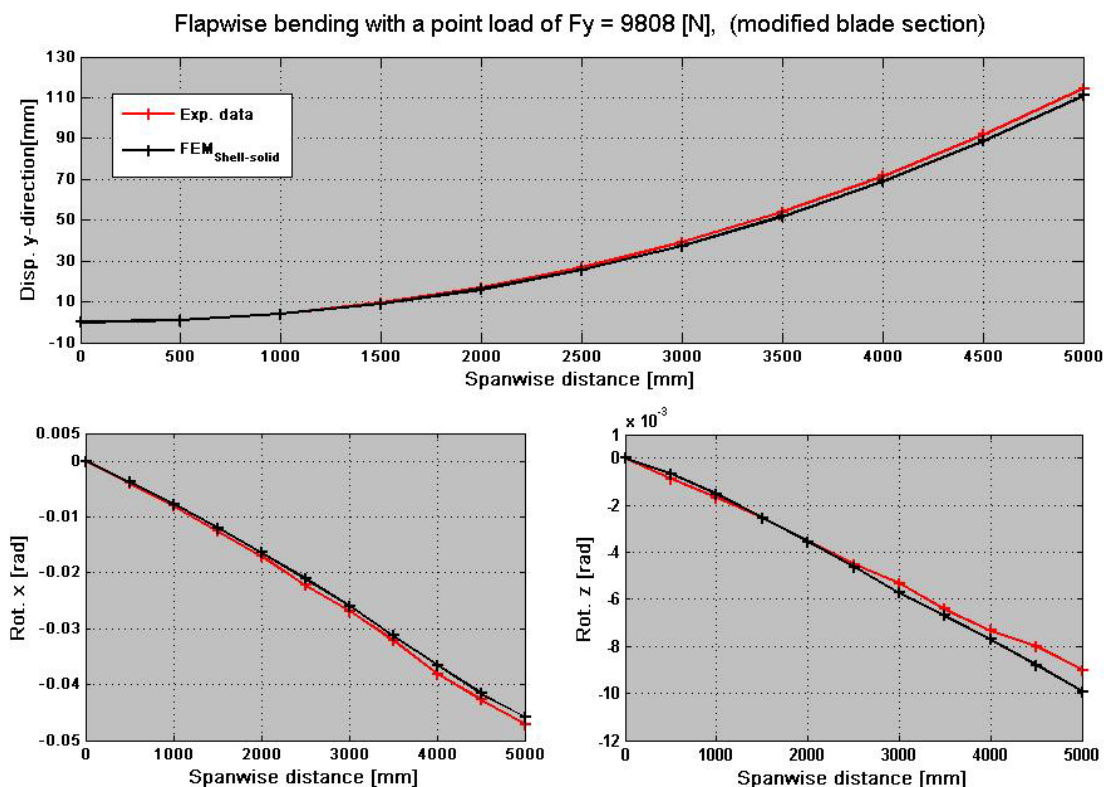 Flapwise bending with a point load of Fy = 9808 [N],  (modified blade section)
130
110
90
70
50
30
10
-10
Disp. y-direction[mm]
Exp. data
FEM Shell-solid
0 500 1000 1500 2000 2500 3000 3500 4000 4500 5000
Spanwise distance [mm]
0.005
0
-0.01
-0.02
-0.03
-0.04
-0.05
Rot. x [rad]
0 1000 2000 3000 4000 5000
Spanwise distance [mm]
x 10-3
1
0
-2
-4
-6
-8
-10
-12
Rot. z [rad]
0 1000 2000 3000 4000 5000
Spanwise distance [mm]